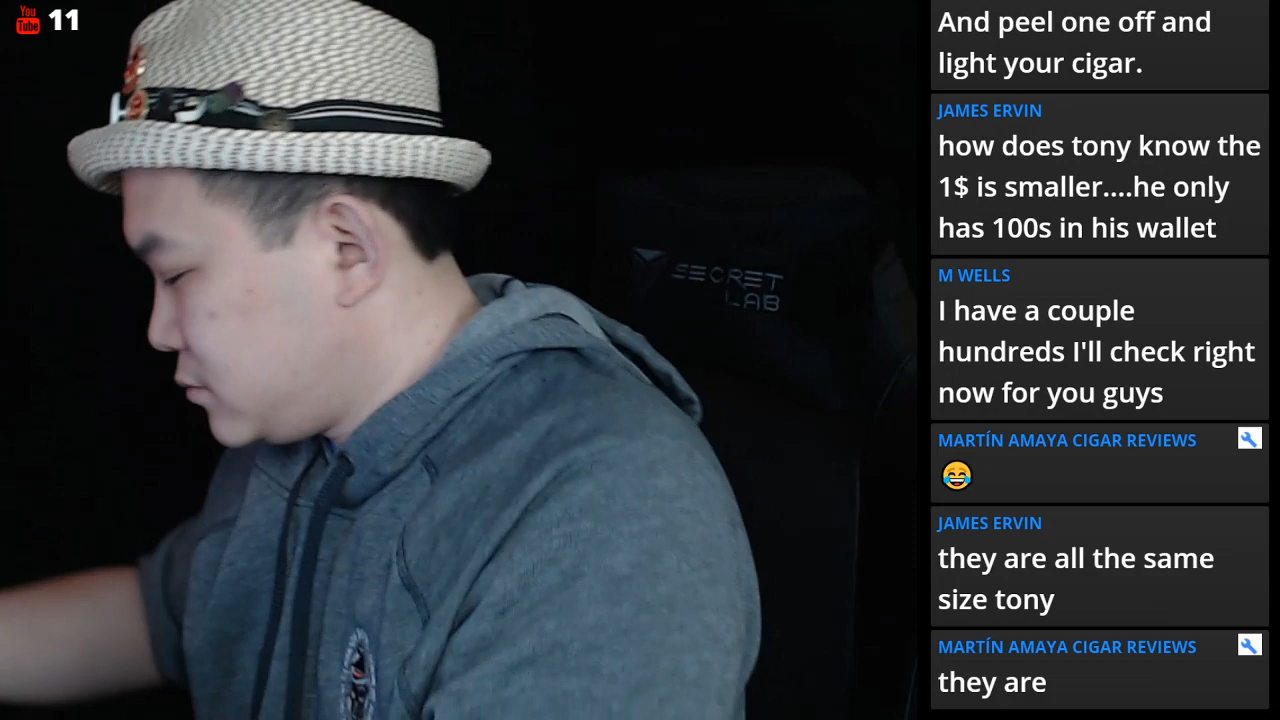 You
Tube 11
SECRET
LAB
And peel one off and
light your cigar.
JAMES ERVIN
how does tony know the
1$ is smaller....he only
has 100s in his wallet
M WELLS
I have a couple
hundreds I'll check right
now for you guys
MARTÍN AMAYA CIGAR REVIEWS
😂
JAMES ERVIN
they are all the same
size tony
MARTÍN AMAYA CIGAR REVIEWS
they are